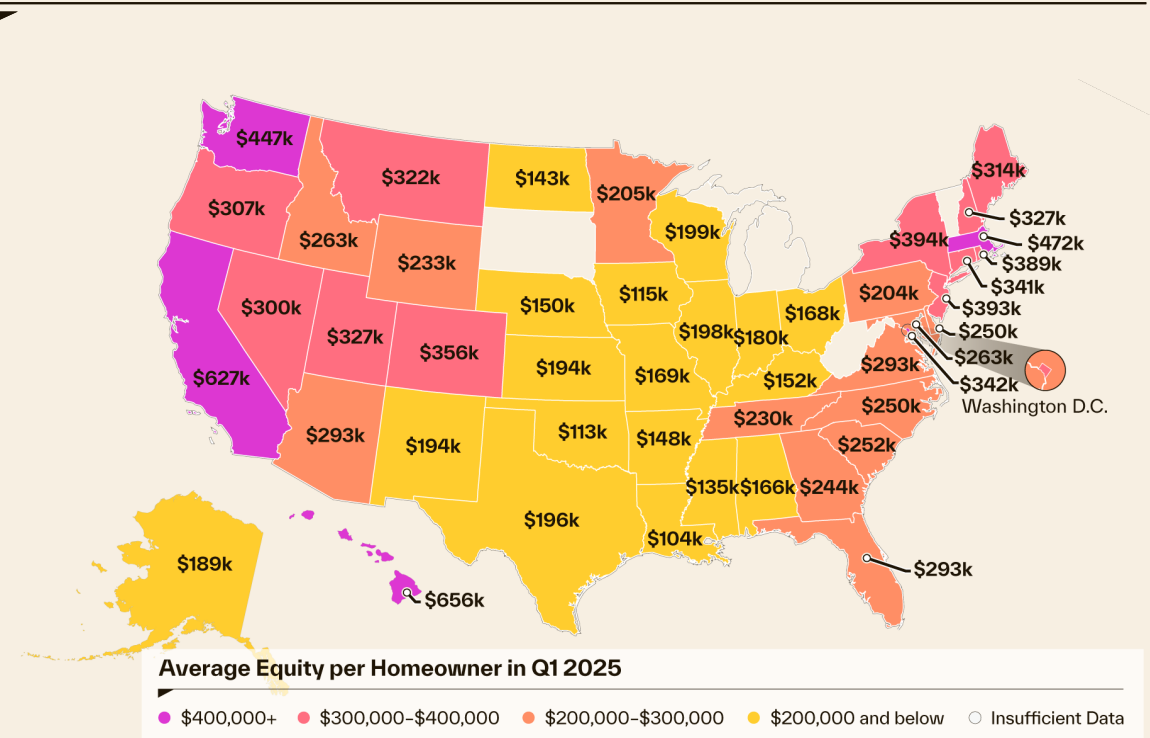 $447k
$322k
$143k
$205k
$314k
$307k
$327k
$263k
$199k
$394k
$472k
$233k
$389k
$341k
$300k
$150k
$115k
$204k
$393k
$168k
$250k
$327k
$198k
$180k
$356k
$263k
$194k
$169k
$293k
$627k
$152k
$342k
Washington D.C.
$250k
$230k
$293k
$194k
$113k
$148k
$252k
$135k
$166k
$244k
$196k
$104k
$189k
$293k
$656k
Average Equity per Homeowner in Q1 2025
$400,000+ $300,000–$400,000 $200,000–$300,000 $200,000 and below Insufficient Data